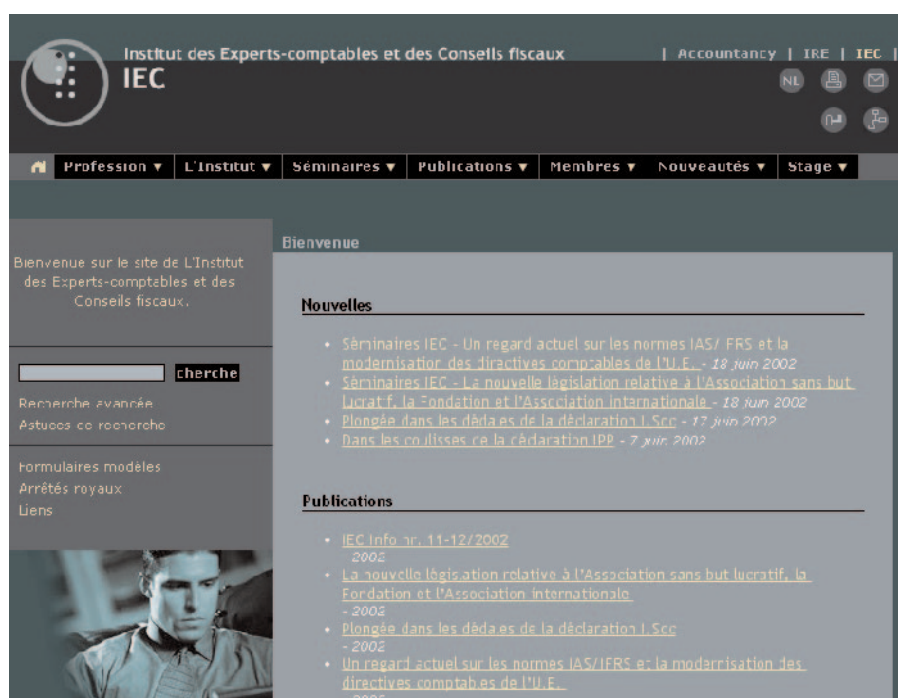 Institut des Experts-comptables et des Conseils fiscaux
IEC
| Accountancy | IRE | IEC |
NL
Profession ▼ L'Institut ▼ Séminaires ▼ Publications ▼ Membres ▼ Nouveautés ▼ Stage ▼
Bienvenue sur le site de L'Institut
des Experts-comptables et des
Conseils fiscaux.
cherche
Recherche avancée
Astuces de recherche
Formulaires modèles
Arrêtés royaux
Liens
Bienvenue
Nouvelles
• Séminaires IEC - Un regard actuel sur les normes IAS/IFRS et la
modernisation des directives comptables de l'U.E. - 18 juin 2002
• Séminaires IEC - La nouvelle législation relative à l'Association sans but
lucratif, la Fondation et l'Association internationale - 18 juin 2002
• Plongée dans les dédales de la déclaration I.Soc - 17 juin 2002
• Dans les coulisses de la déclaration IPP - 7 juin 2002
Publications
• IEC Info nr. 11-12/2002
- 2002
• La nouvelle législation relative à l'Association sans but lucratif, la
Fondation et l'Association internationale
- 2002
• Plongée dans les dédales de la déclaration I.Soc
- 2002
• Un regard actuel sur les normes IAS/IFRS et la modernisation des
directives comptables de l'U.E.